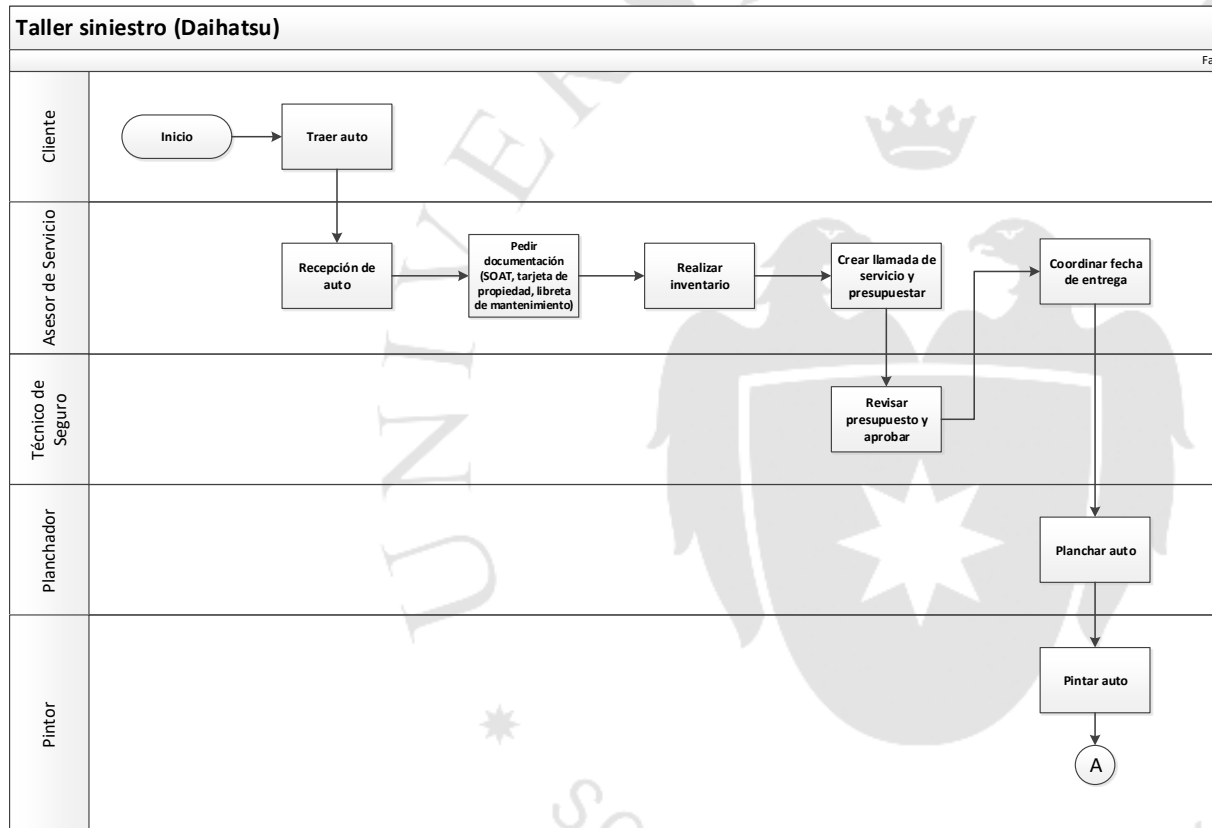 Taller siniestro (Daihatsu)
Fa
Cliente
Inicio
Traer auto
Asesor de Servicio
Recepción de
auto
Pedir
documentación
(SOAT, tarjeta de
propiedad, libreta
de mantenimiento)
Realizar
inventario
Crear llamada de
servicio y
presupuestar
Coordinar fecha
de entrega
Técnico de
Seguro
Revisar
presupuesto y
aprobar
Planchador
Planchar auto
Pintor
Pintar auto
A
UNIVER
SC